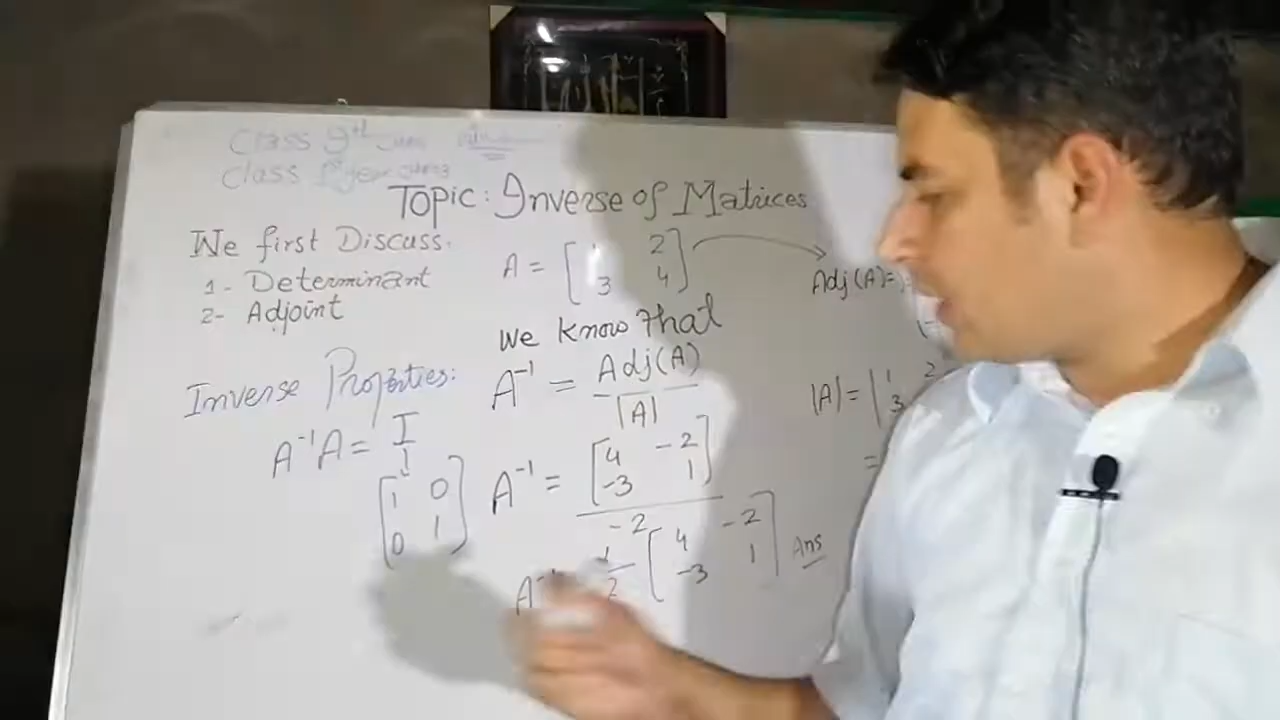 Class 9th
Class
Topic: Inverse of Matrices
We first Discuss:
1- Determinant
2- Adjoint
A = [1 2
3 4]
Adj(A)=
We know that
Inverse Properties:
A⁻¹ = Adj(A)
|A|
|A| = |1 2
3
=
A⁻¹A = I
[1 0
0 1]
A⁻¹ = [4 -2
-3 1]
-2
A⁻¹
1
2
[4 -2
-3 1] Ans